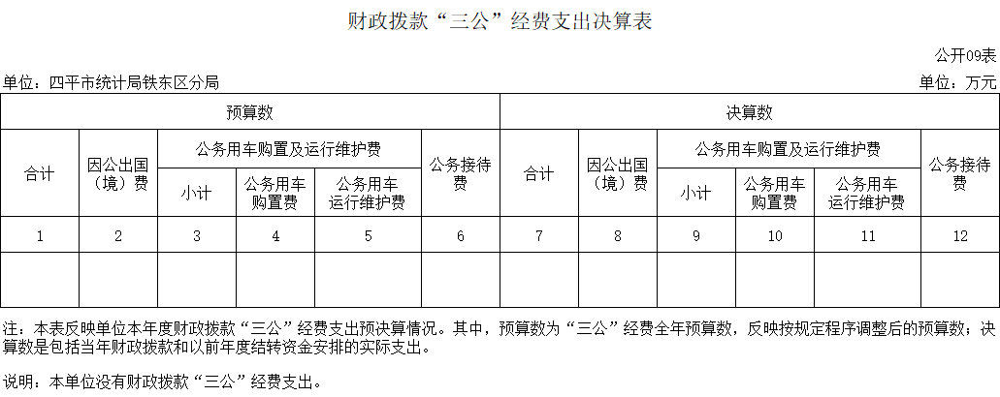 财政拨款“三公”经费支出决算表
公开09表
单位：四平市统计局铁东区分局 单位：万元
预算数 决算数
合计 因公出国（境）费 公务用车购置及运行维护费 公务接待费 合计 因公出国（境）费 公务用车购置及运行维护费 公务接待费
小计 公务用车购置费 公务用车运行维护费 小计 公务用车购置费 公务用车运行维护费
1 2 3 4 5 6 7 8 9 10 11 12
注：本表反映单位本年度财政拨款“三公”经费支出预决算情况。其中，预算数为“三公”经费全年预算数，反映按规定程序调整后的预算数；决
算数是包括当年财政拨款和以前年度结转资金安排的实际支出。
说明：本单位没有财政拨款“三公”经费支出。